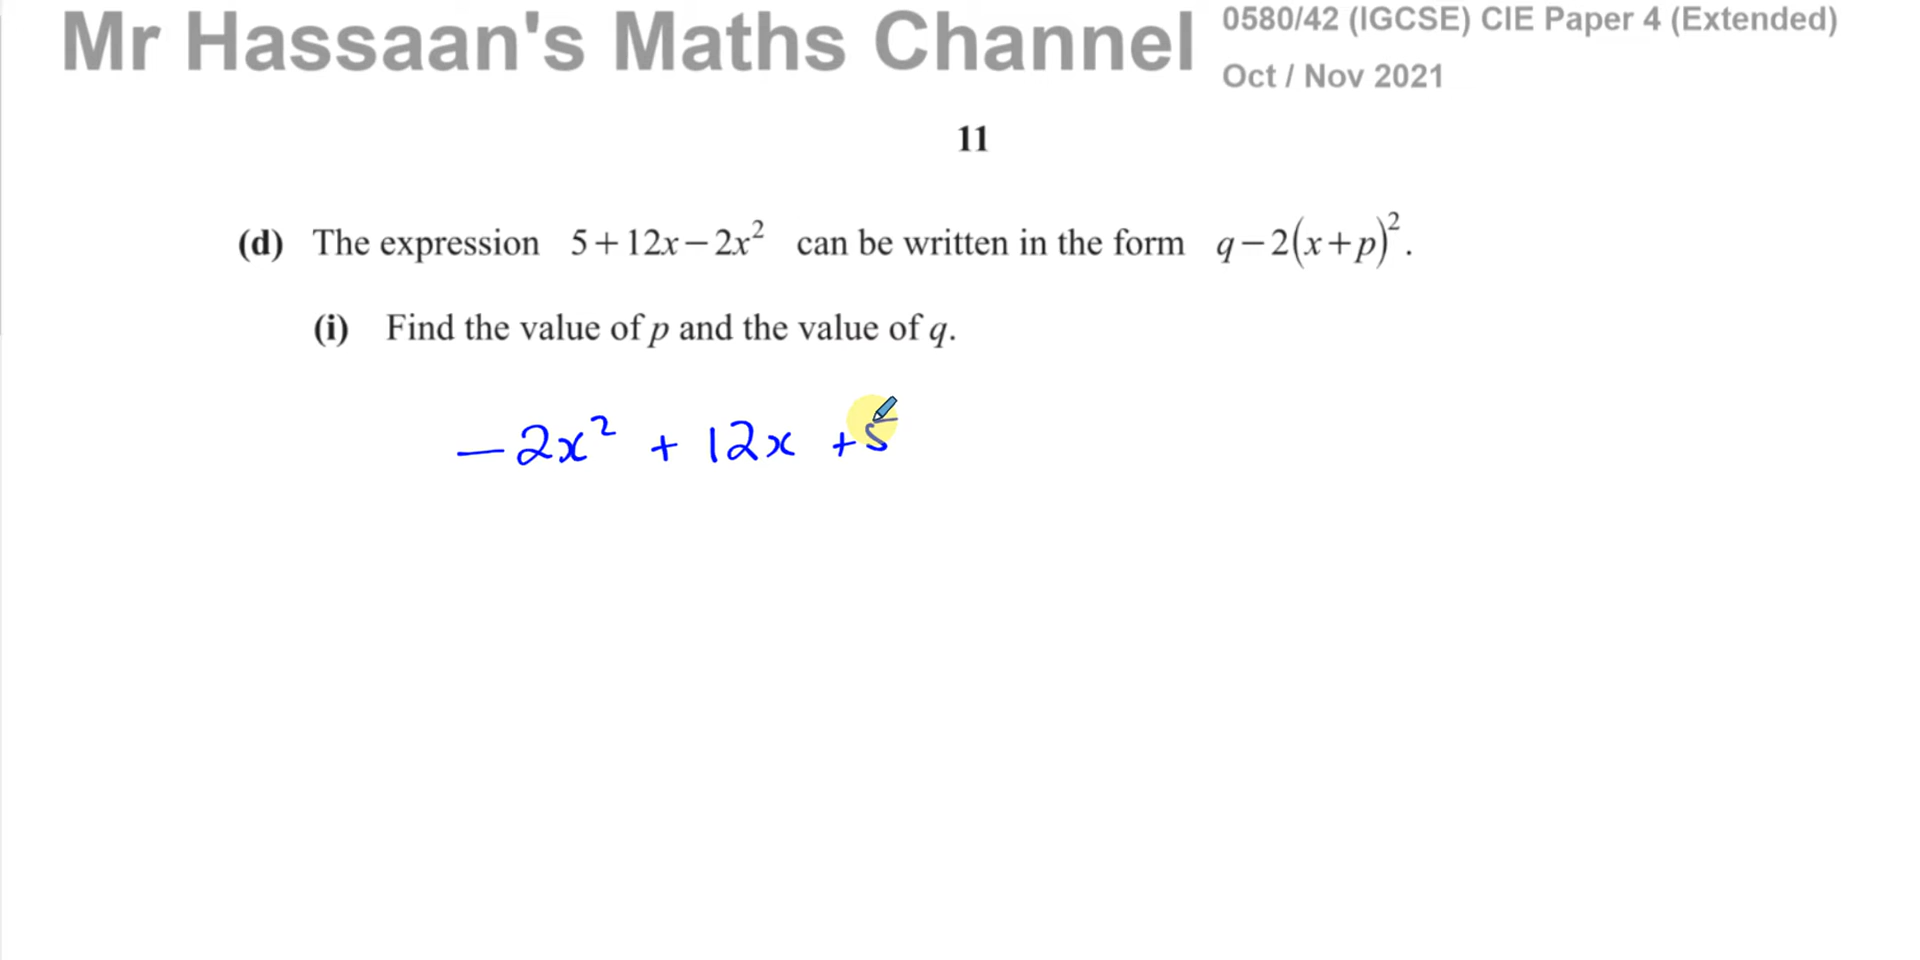 Mr Hassaan's Maths Channel
0580/42 (IGCSE) CIE Paper 4 (Extended)
Oct / Nov 2021
11
(d) The expression 5+12x−2x² can be written in the form q−2(x+p)².
(i) Find the value of p and the value of q.
−2x² + 12x +5